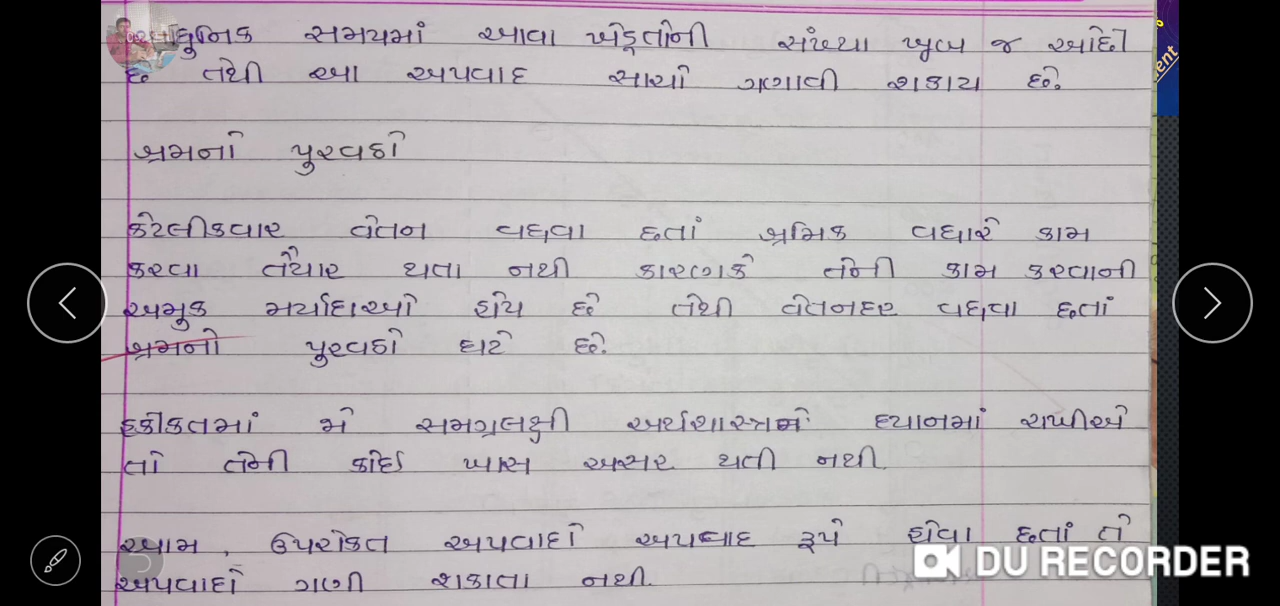 આધુનિક સમયમાં આવા ખેડૂતોની સંખ્યા ખુબ જ ઓછી
છે તેથી આ અપવાદ સાચો ગણાવી શકાય છે.
શ્રમનો પુરવઠો
કેટલીકવાર વેતન વધવા છતાં શ્રમિક વધારે કામ
કરવા તૈયાર થતા નથી કારણકે તેની કામ કરવાની
અમુક મર્યાદાઓ હોય છે તેથી વેતનદર વધવા છતાં
શ્રમનો પુરવઠો ઘટે છે.
હકીકતમાં જો સમગ્રલક્ષી અર્થશાસ્ત્રને ધ્યાનમાં રાખીએ
તો તેની કોઈ ખાસ અસર થતી નથી.
આમ, ઉપરોક્ત અપવાદો અપવાદ રૂપે હોવા છતાં તે
અપવાદો ગણી શકાતા નથી.
DU RECORDER